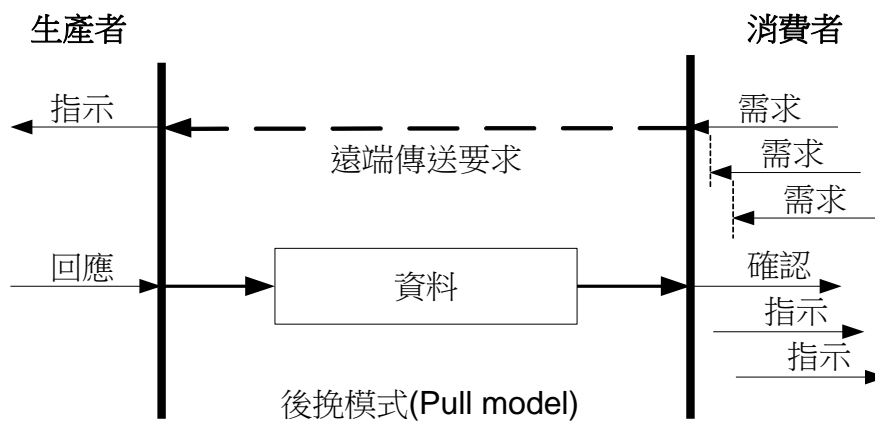 生產者
消費者
指示
需求
遠端傳送要求
需求
需求
回應
資料
確認
指示
指示
後挽模式(Pull model)